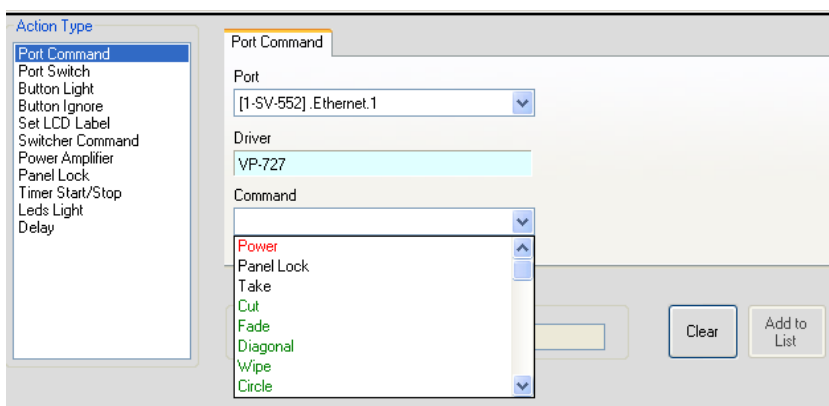 Action Type
Port Command
Port Switch
Button Light
Button Ignore
Set LCD Label
Switcher Command
Power Amplifier
Panel Lock
Timer Start/Stop
Leds Light
Delay
Port Command
Port
[1-SV-552] .Ethernet.1
Driver
VP-727
Command
Power
Panel Lock
Take
Cut
Fade
Diagonal
Wipe
Circle
Clear
Add to
List